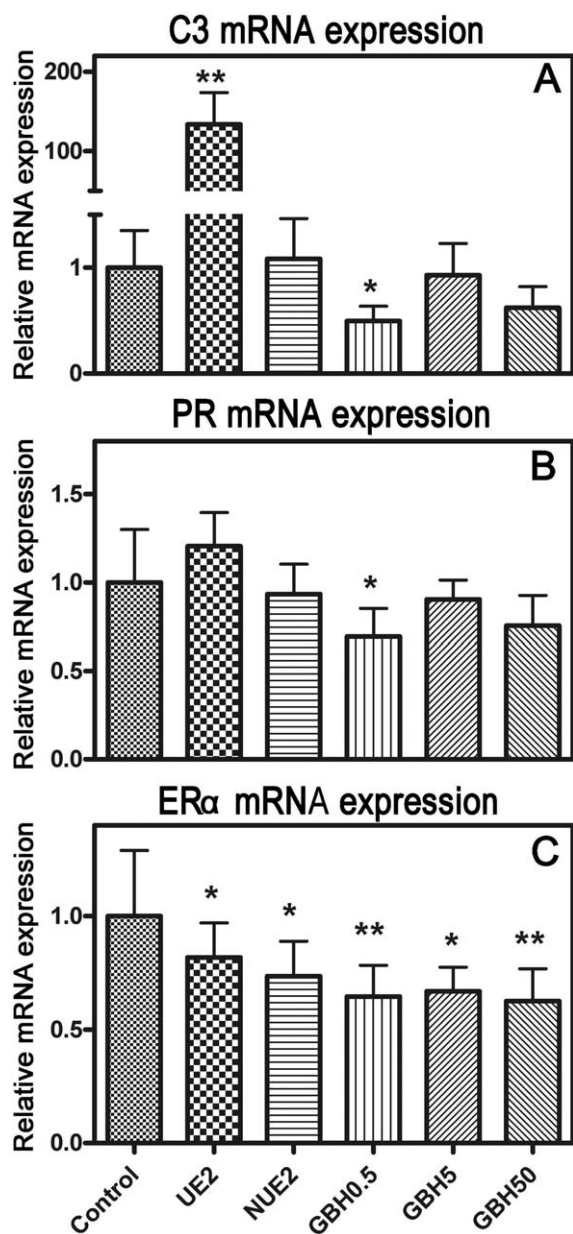 C3 mRNA expression
A
Relative mRNA expression
200
100
1
0
**
*
PR mRNA expression
B
Relative mRNA expression
1.5
1.0
0.5
0.0
*
ERα mRNA expression
C
Relative mRNA expression
1.0
0.5
0.0
* * ** * **
Control UE2 NUE2 GBH0.5 GBH5 GBH50